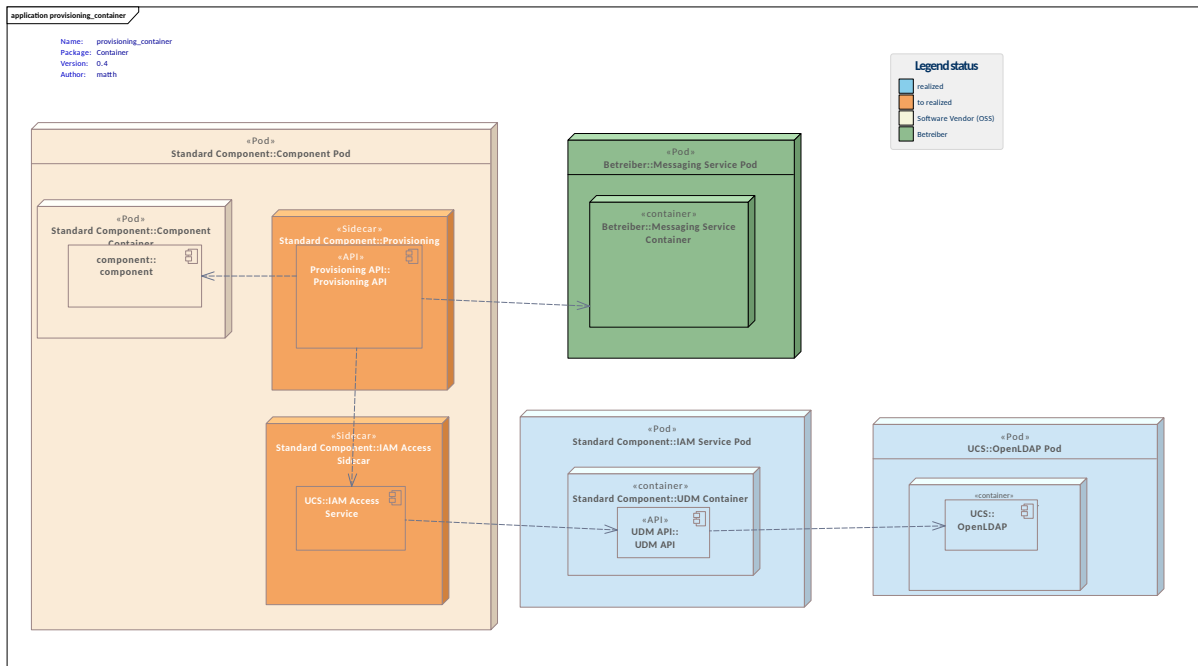 application provisioning_container
Name: provisioning_container
Package: Container
Version: 0.4
Author: matth
Legend status
realized
to realized
Software Vendor (OSS)
Betreiber
«Pod»
Standard Component::Component Pod
«Pod»
Standard Component::Component
Container
component::
component
«Sidecar»
Standard Component::Provisioning
«API»
Provisioning API::
Provisioning API
«Pod»
Betreiber::Messaging Service Pod
«container»
Betreiber::Messaging Service
Container
«Sidecar»
Standard Component::IAM Access
Sidecar
UCS::IAM Access
Service
«Pod»
Standard Component::IAM Service Pod
«container»
Standard Component::UDM Container
«API»
UDM API::
UDM API
«Pod»
UCS::OpenLDAP Pod
«container»
UCS::
OpenLDAP